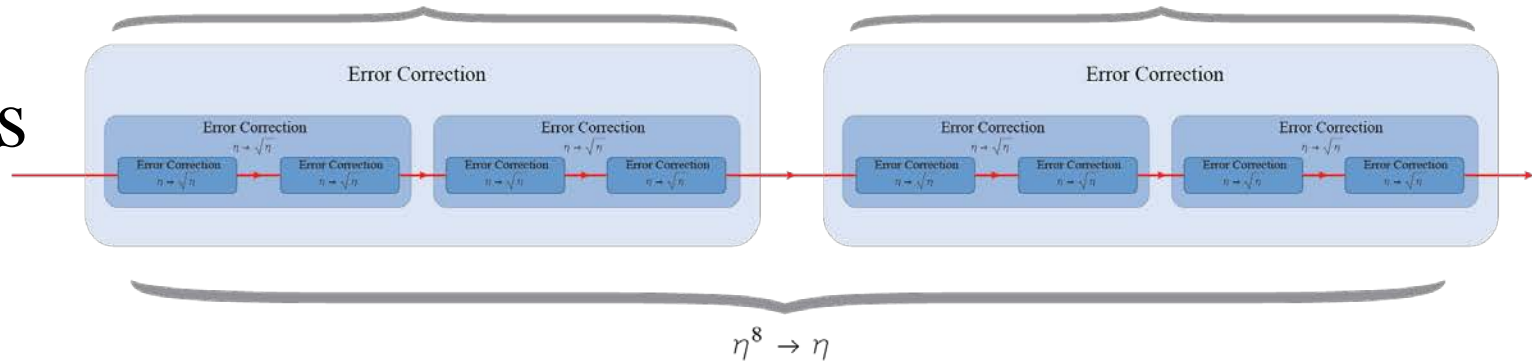 s
Error Correction
Error Correction
η → √η
Error Correction
η → √η
Error Correction
η → √η
Error Correction
η → √η
Error Correction
η → √η
Error Correction
η → √η
Error Correction
Error Correction
η → √η
Error Correction
η → √η
Error Correction
η → √η
Error Correction
η → √η
Error Correction
η → √η
Error Correction
η → √η
η⁸ → η